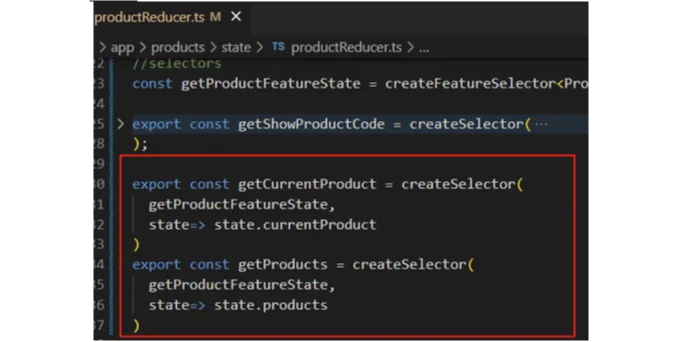 productReducer.ts M ×
> app > products > state > TS productReducer.ts > ...
22 //selectors
23 const getProductFeatureState = createFeatureSelector<Pro
24
25 > export const getShowProductCode = createSelector( ...
28 );
29
30 export const getCurrentProduct = createSelector(
31 getProductFeatureState,
32 state=> state.currentProduct
33 )
34 export const getProducts = createSelector(
35 getProductFeatureState,
36 state=> state.products
37 )